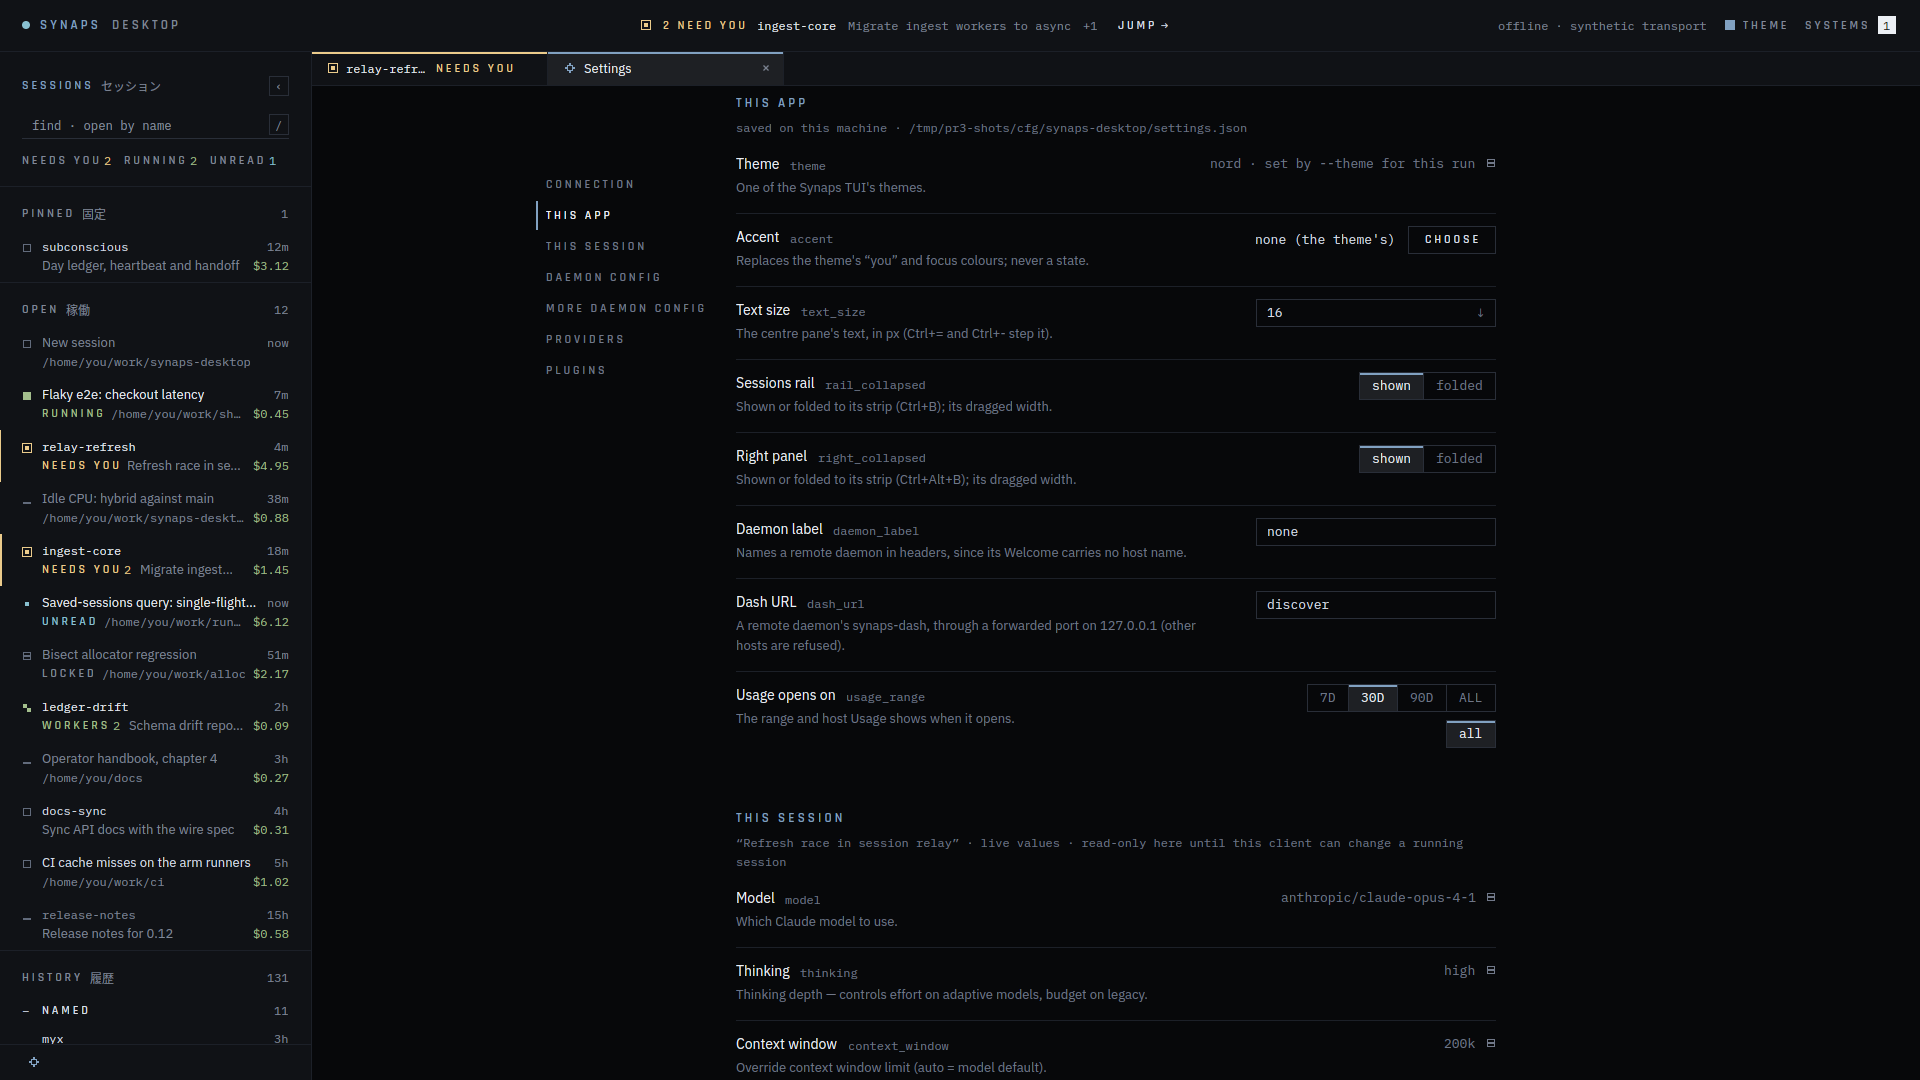 SYNAPS DESKTOP
2 NEED YOU ingest-core Migrate ingest workers to async +1 JUMP →
offline · synthetic transport THEME SYSTEMS 1
relay-refr… NEEDS YOU
Settings ×
SESSIONS セッション ‹
find · open by name /
NEEDS YOU 2 RUNNING 2 UNREAD 1
PINNED 固定 1
subconscious 12m
Day ledger, heartbeat and handoff $3.12
OPEN 稼働 12
New session now
/home/you/work/synaps-desktop
Flaky e2e: checkout latency 7m
RUNNING /home/you/work/sh… $0.45
relay-refresh 4m
NEEDS YOU Refresh race in se… $4.95
Idle CPU: hybrid against main 38m
/home/you/work/synaps-deskt… $0.88
ingest-core 18m
NEEDS YOU 2 Migrate ingest… $1.45
Saved-sessions query: single-flight… now
UNREAD /home/you/work/run… $6.12
Bisect allocator regression 51m
LOCKED /home/you/work/alloc $2.17
ledger-drift 2h
WORKERS 2 Schema drift repo… $0.09
Operator handbook, chapter 4 3h
/home/you/docs $0.27
docs-sync 4h
Sync API docs with the wire spec $0.31
CI cache misses on the arm runners 5h
/home/you/work/ci $1.02
release-notes 15h
Release notes for 0.12 $0.58
HISTORY 履歴 131
– NAMED 11
myx 3h
CONNECTION
THIS APP
THIS SESSION
DAEMON CONFIG
MORE DAEMON CONFIG
PROVIDERS
PLUGINS
THIS APP
saved on this machine · /tmp/pr3-shots/cfg/synaps-desktop/settings.json
Theme theme nord · set by --theme for this run
One of the Synaps TUI's themes.
Accent accent none (the theme's) CHOOSE
Replaces the theme's “you” and focus colours; never a state.
Text size text_size 16 ↓
The centre pane's text, in px (Ctrl+= and Ctrl+- step it).
Sessions rail rail_collapsed shown folded
Shown or folded to its strip (Ctrl+B); its dragged width.
Right panel right_collapsed shown folded
Shown or folded to its strip (Ctrl+Alt+B); its dragged width.
Daemon label daemon_label none
Names a remote daemon in headers, since its Welcome carries no host name.
Dash URL dash_url discover
A remote daemon's synaps-dash, through a forwarded port on 127.0.0.1 (other
hosts are refused).
Usage opens on usage_range 7D 30D 90D ALL
The range and host Usage shows when it opens.
all
THIS SESSION
“Refresh race in session relay” · live values · read-only here until this client can change a running
session
Model model anthropic/claude-opus-4-1
Which Claude model to use.
Thinking thinking high
Thinking depth — controls effort on adaptive models, budget on legacy.
Context window context_window 200k
Override context window limit (auto = model default).